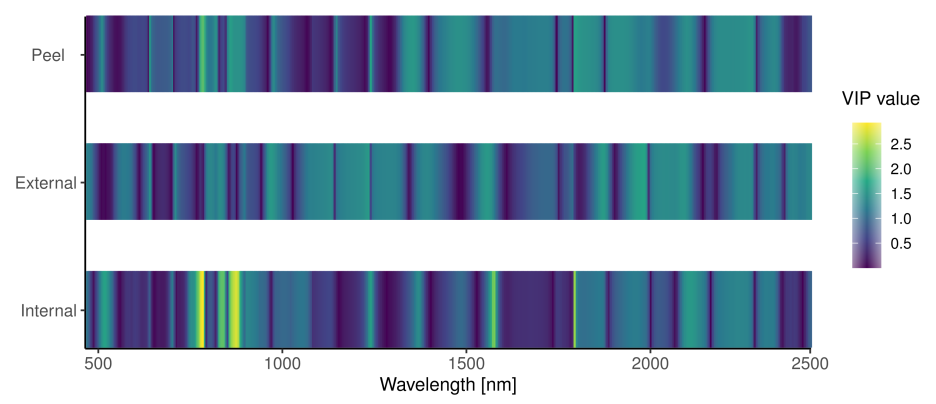 Peel
External
Internal
500 1000 1500 2000 2500
Wavelength [nm]
VIP value
2.5
2.0
1.5
1.0
0.5